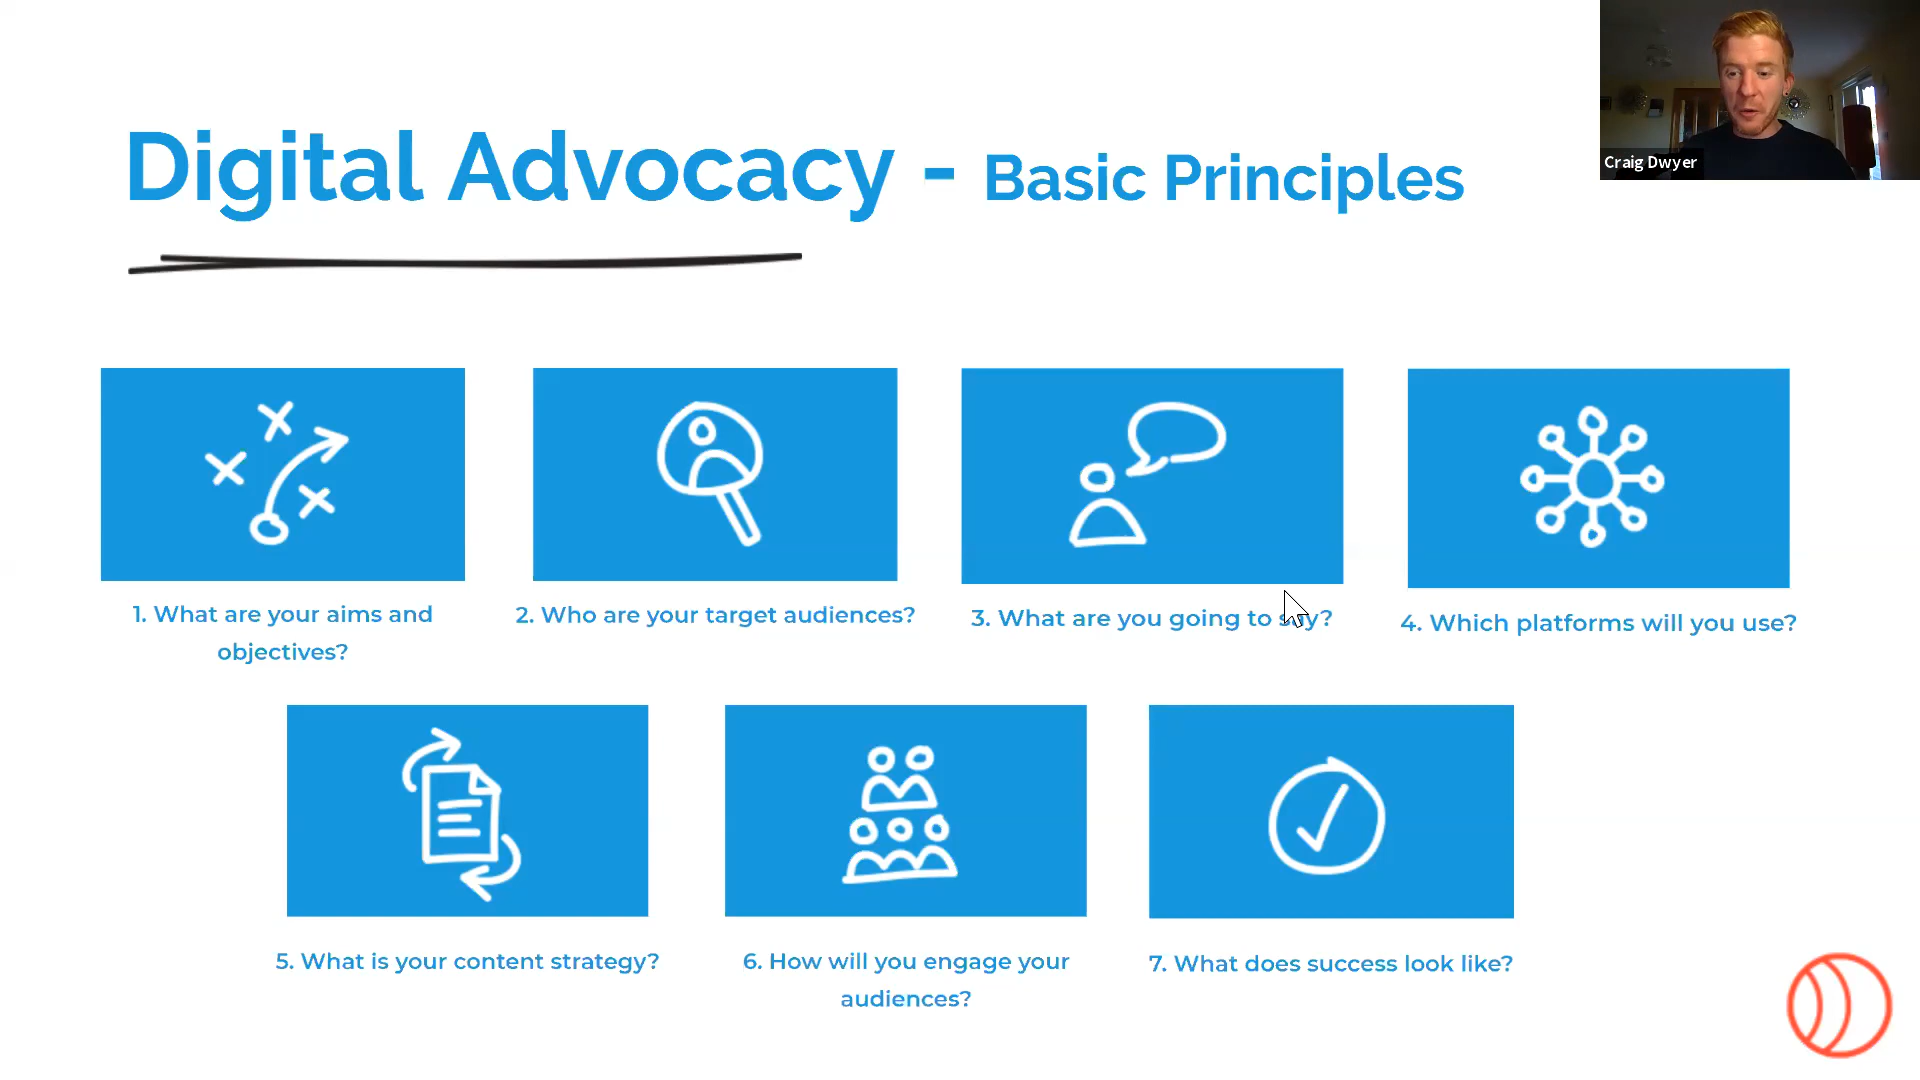 Digital Advocacy - Basic Principles
Craig Dwyer
1. What are your aims and
objectives?
2. Who are your target audiences?
3. What are you going to say?
4. Which platforms will you use?
5. What is your content strategy?
6. How will you engage your
audiences?
7. What does success look like?